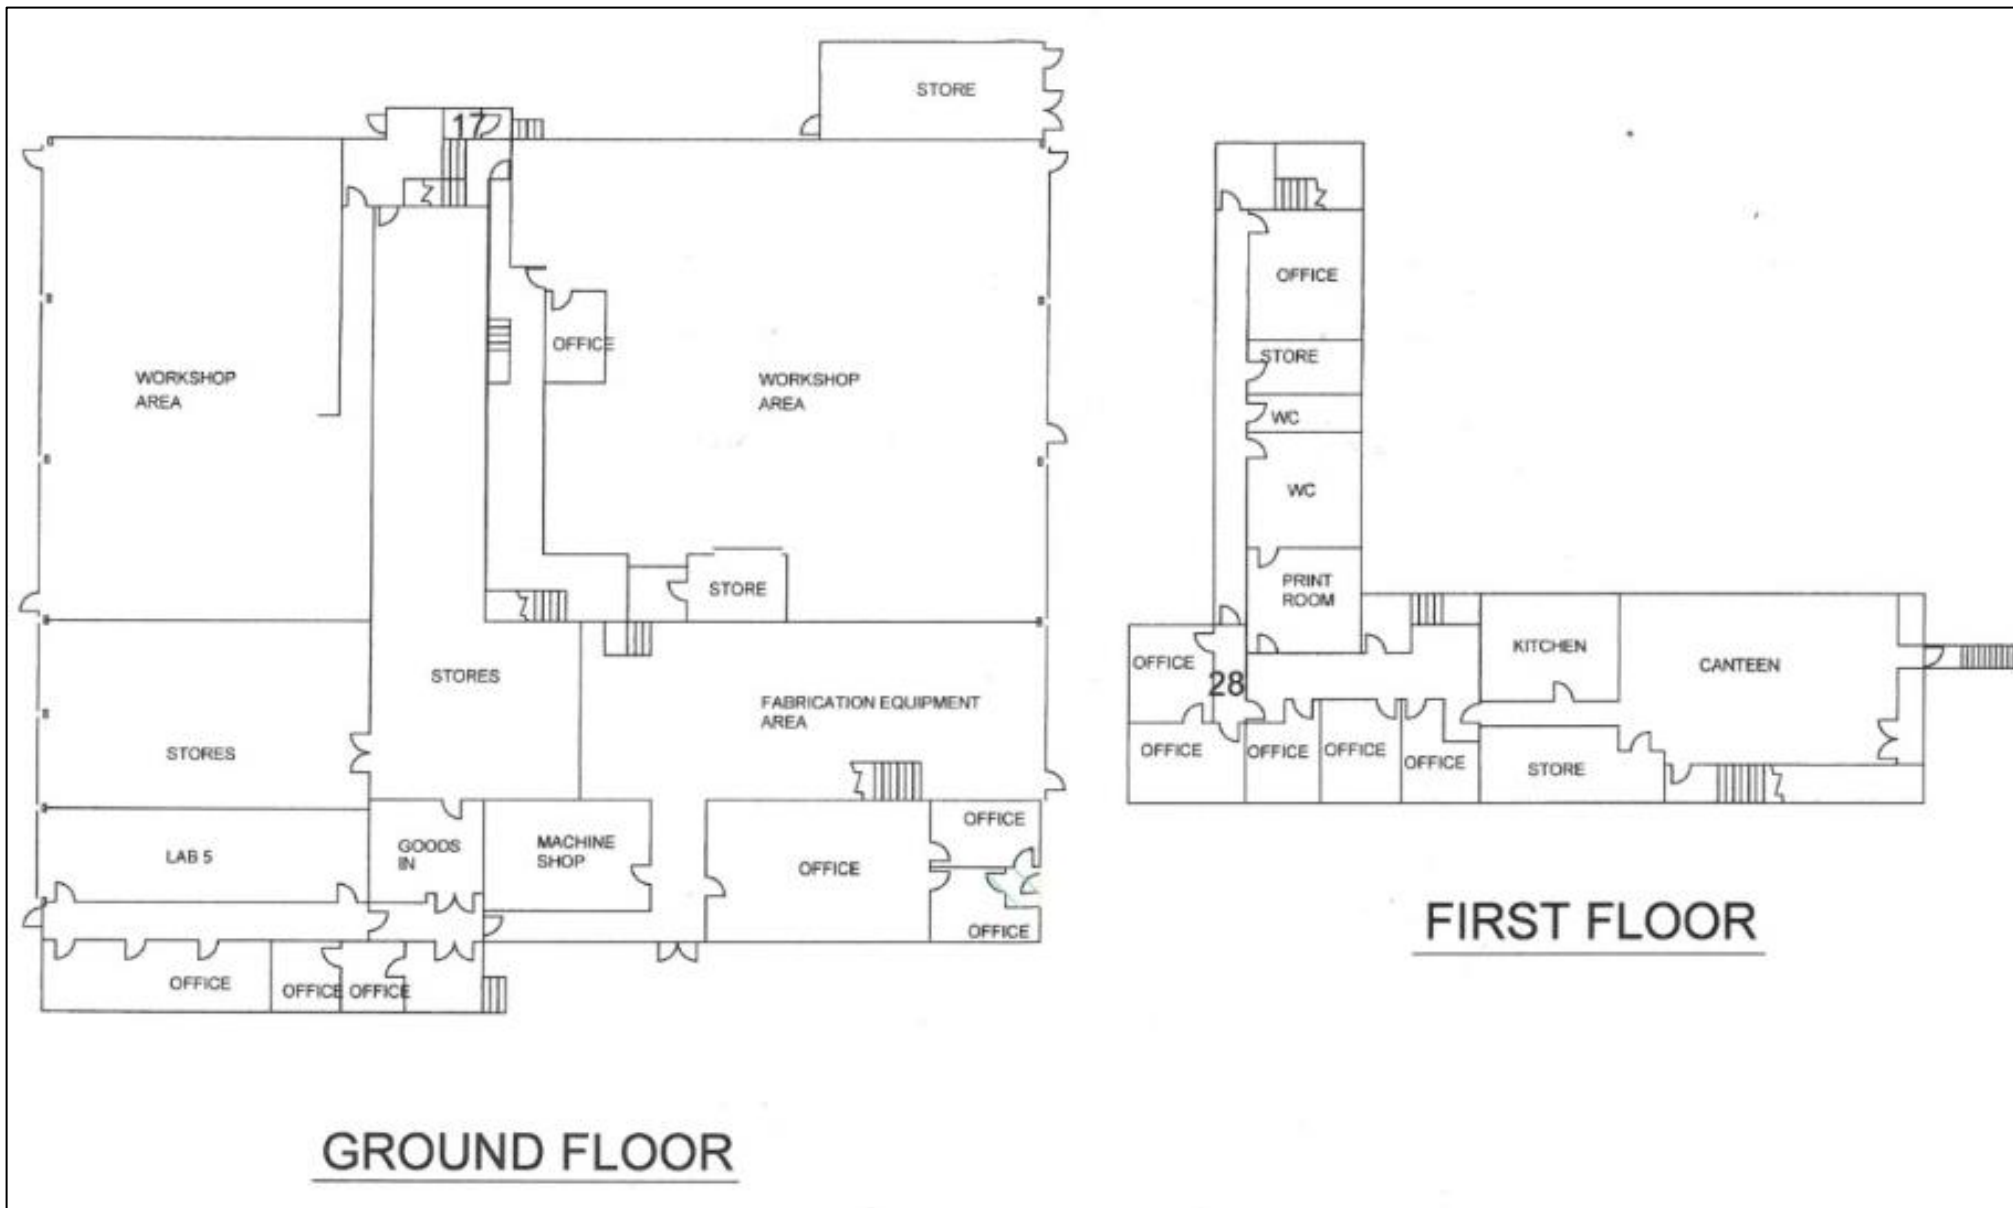 STORE
17
OFFICE
WORKSHOP
AREA
WORKSHOP
AREA
STORE
STORES
FABRICATION EQUIPMENT
AREA
STORES
LAB 5
GOODS
IN
MACHINE
SHOP
OFFICE
OFFICE
OFFICE
OFFICE
OFFICE
OFFICE
GROUND FLOOR
OFFICE
STORE
WC
WC
PRINT
ROOM
OFFICE
28
KITCHEN
CANTEEN
OFFICE
OFFICE
OFFICE
OFFICE
STORE
FIRST FLOOR